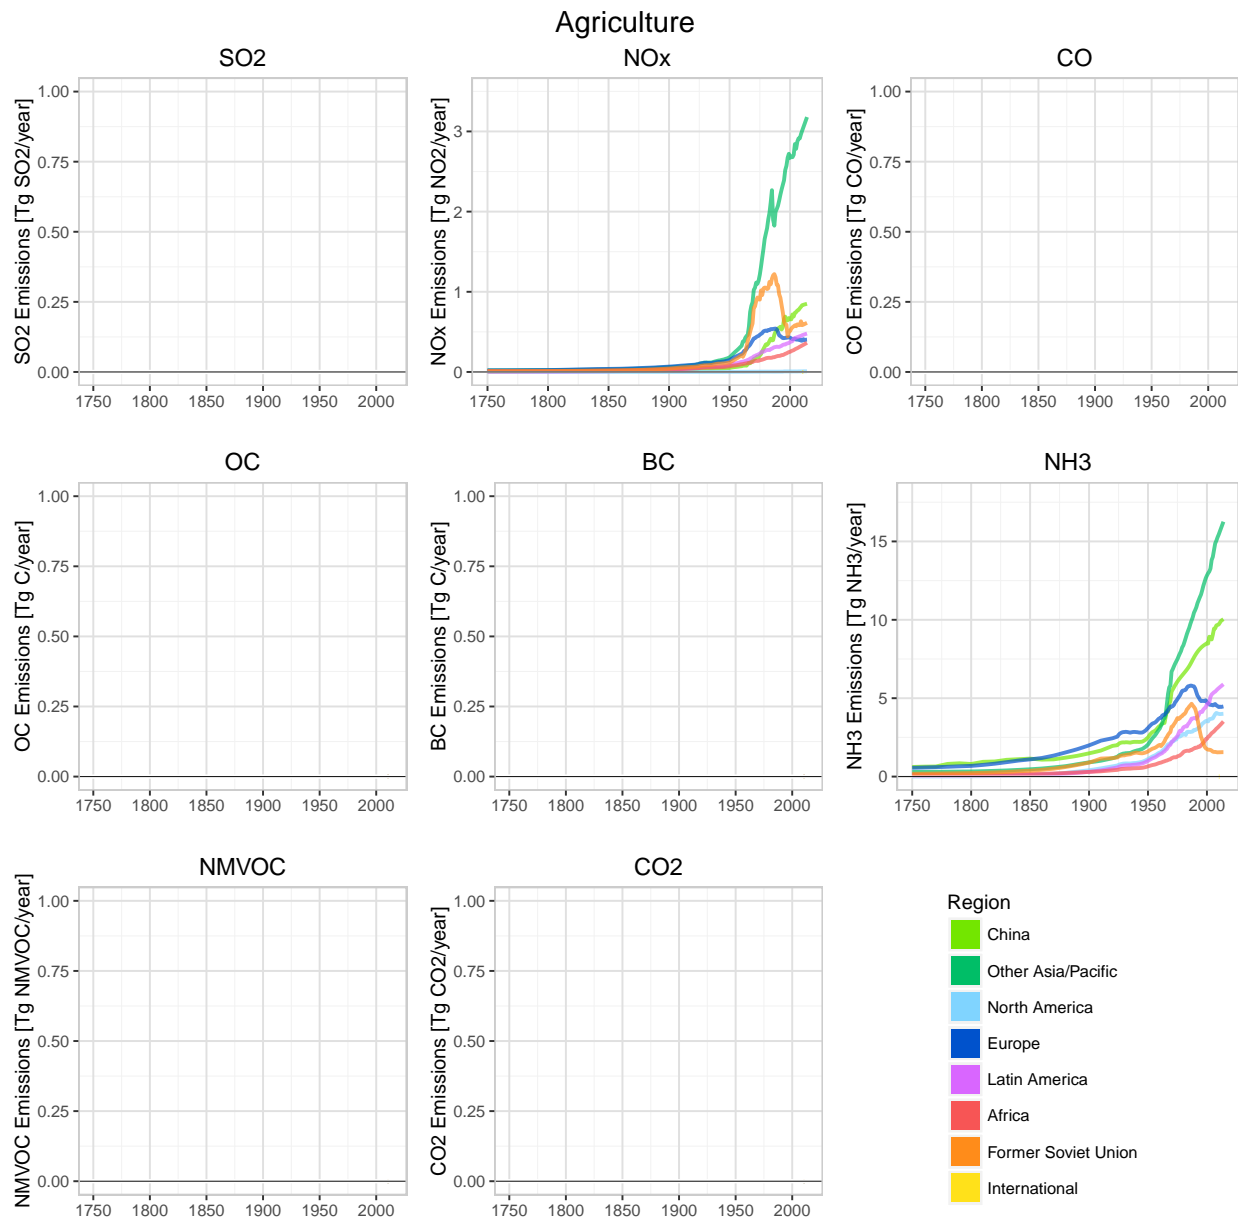 Agriculture
SO2
NOx
CO
SO2 Emissions [Tg SO2/year]
1.00
0.75
0.50
0.25
0.00
1750 1800 1850 1900 1950 2000
NOx Emissions [Tg NO2/year]
3
2
1
0
1750 1800 1850 1900 1950 2000
CO Emissions [Tg CO/year]
1.00
0.75
0.50
0.25
0.00
1750 1800 1850 1900 1950 2000
OC
BC
NH3
OC Emissions [Tg C/year]
1.00
0.75
0.50
0.25
0.00
1750 1800 1850 1900 1950 2000
BC Emissions [Tg C/year]
1.00
0.75
0.50
0.25
0.00
1750 1800 1850 1900 1950 2000
NH3 Emissions [Tg NH3/year]
15
10
5
0
1750 1800 1850 1900 1950 2000
NMVOC
CO2
NMVOC Emissions [Tg NMVOC/year]
1.00
0.75
0.50
0.25
0.00
1750 1800 1850 1900 1950 2000
CO2 Emissions [Tg CO2/year]
1.00
0.75
0.50
0.25
0.00
1750 1800 1850 1900 1950 2000
Region
China
Other Asia/Pacific
North America
Europe
Latin America
Africa
Former Soviet Union
International